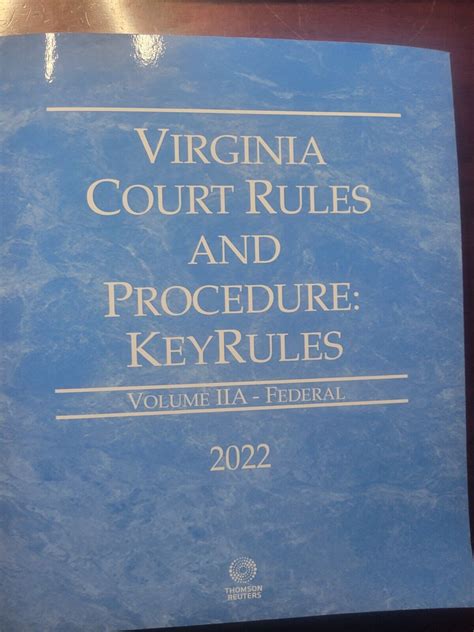 VIRGINIA
COURT RULES
AND
PROCEDURE:
KEYRULES
VOLUME IIA - FEDERAL
2022
THOMSON
REUTERS